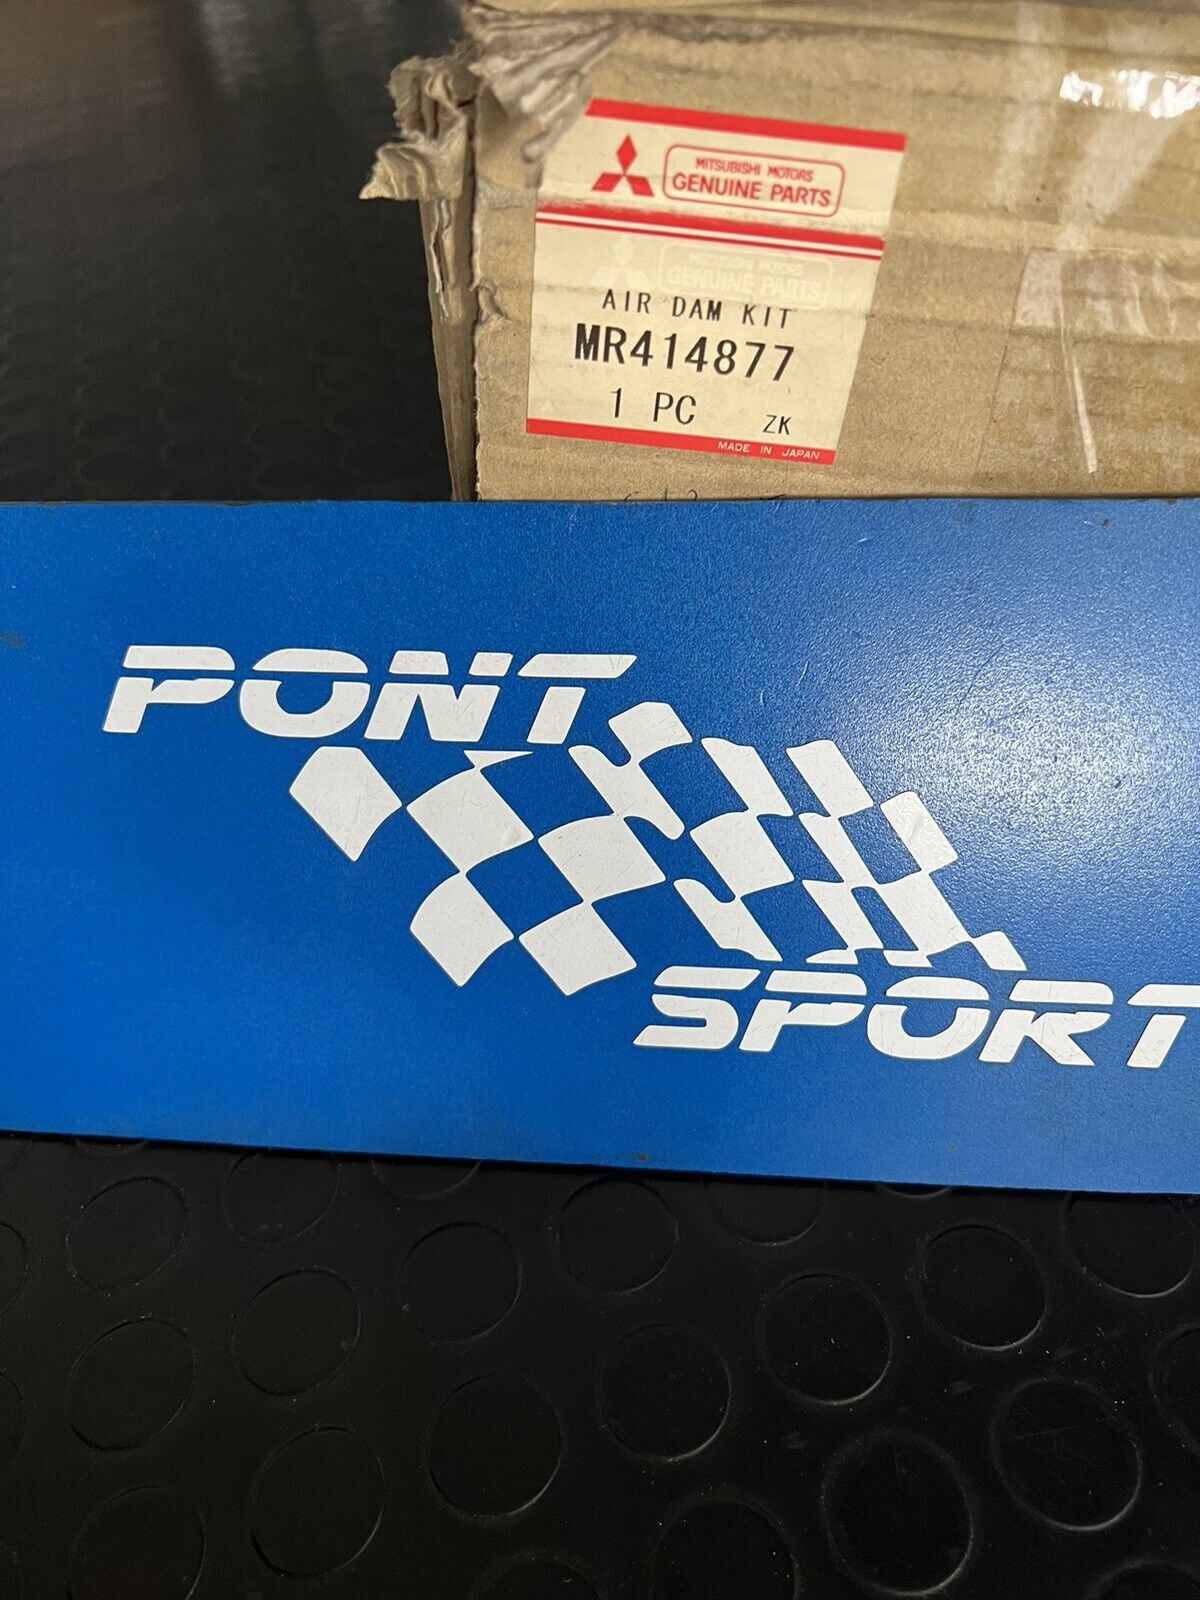 MITSUBISHI MOTORS
GENUINE PARTS
MITSUBISHI MOTORS
GENUINE PARTS
AIR DAM KIT
MR414877
1 PC ZK
MADE IN JAPAN
PONT
SPORT